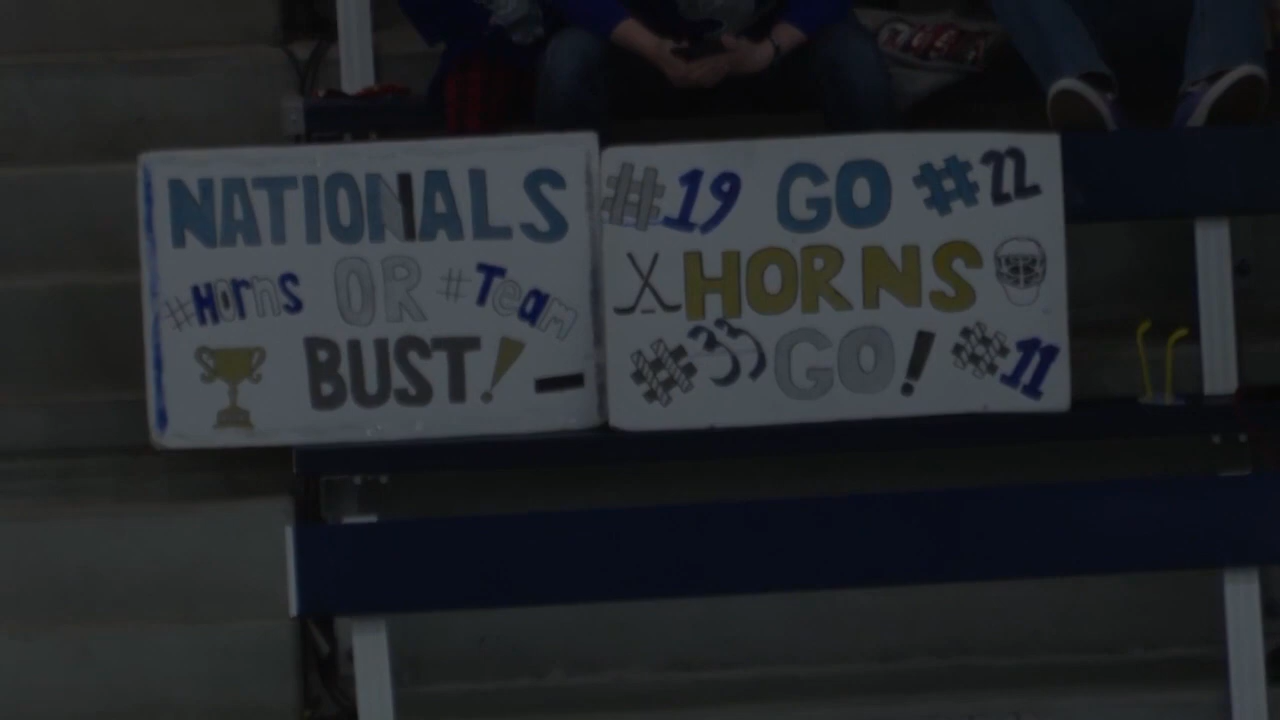 NATIONALS
#Horns OR #Team
BUST!
#19 GO #22
HORNS
#33 GO! #11